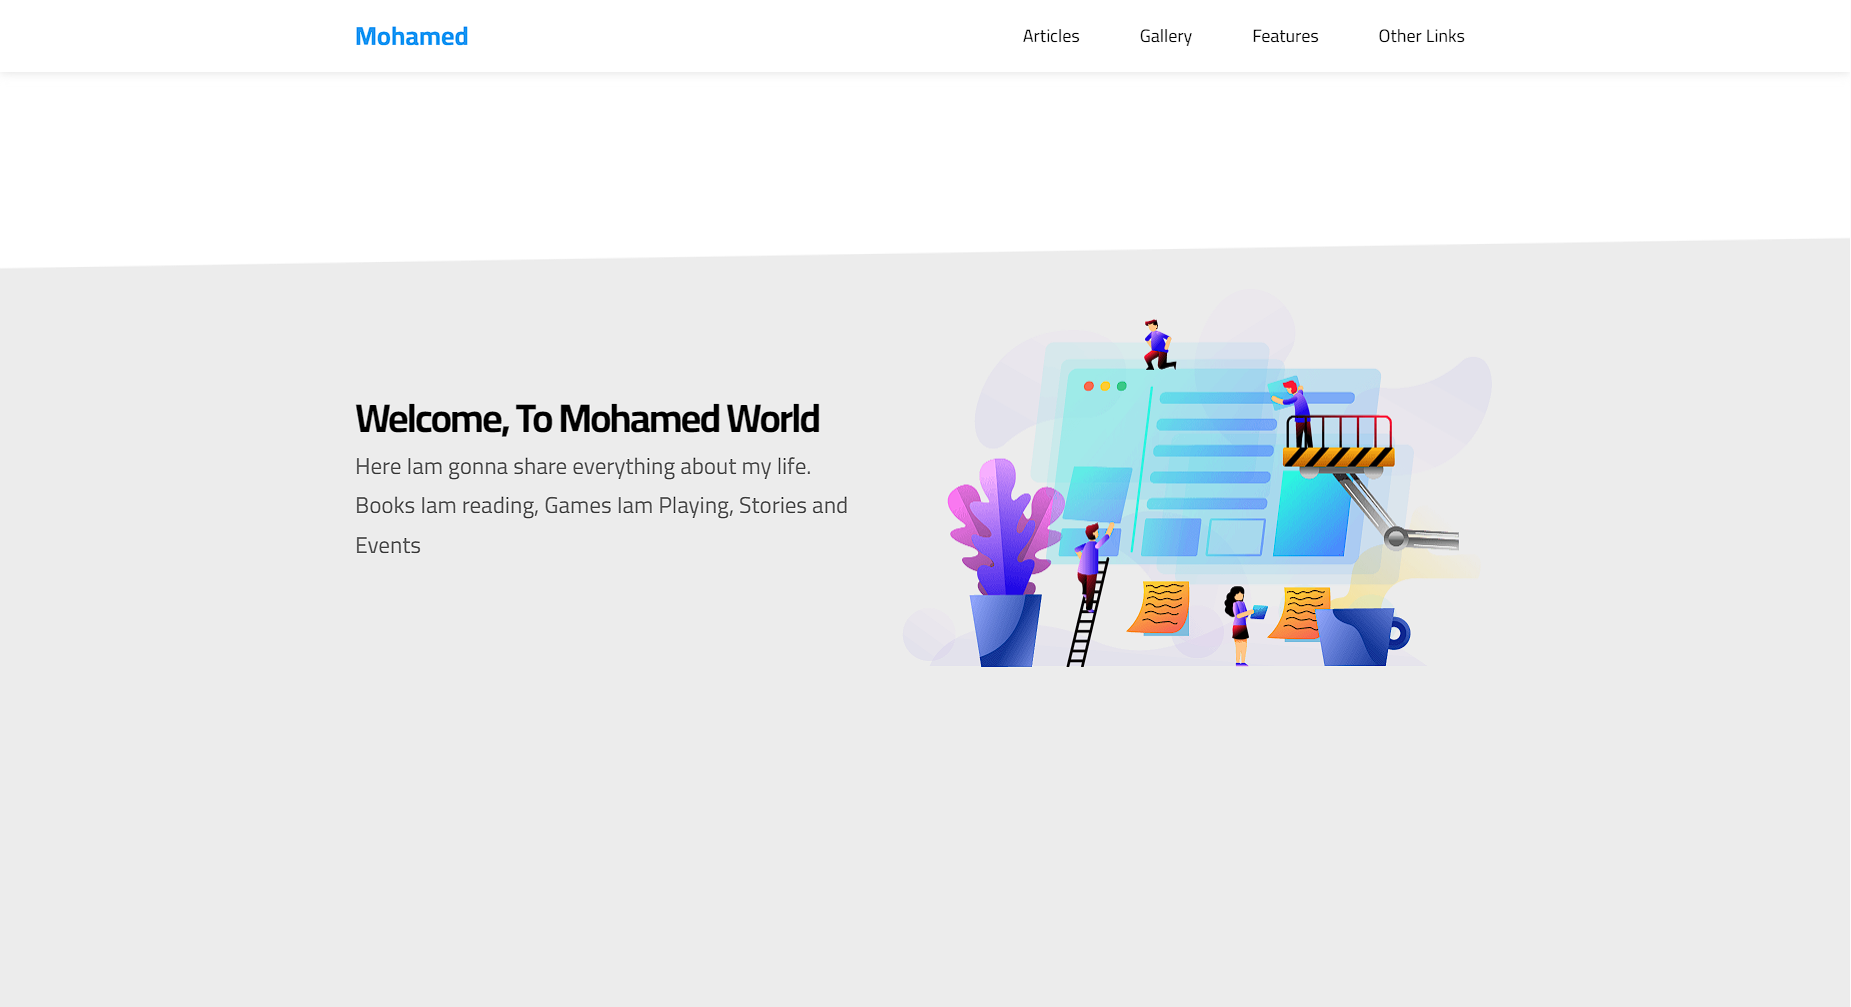 Mohamed
Articles Gallery Features Other Links
Welcome, To Mohamed World
Here Iam gonna share everything about my life.
Books Iam reading, Games Iam Playing, Stories and
Events